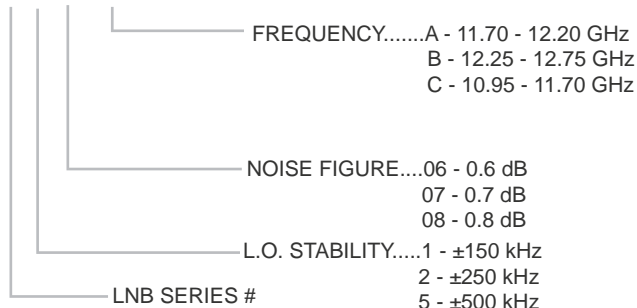 FREQUENCY.......A - 11.70 - 12.20 GHz
B - 12.25 - 12.75 GHz
C - 10.95 - 11.70 GHz
NOISE FIGURE....06 - 0.6 dB
07 - 0.7 dB
08 - 0.8 dB
L.O. STABILITY.....1 - ±150 kHz
2 - ±250 kHz
LNB SERIES #
5 - ±500 kHz